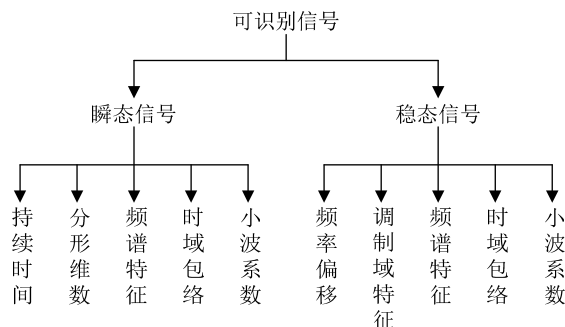 可识别信号
瞬态信号
稳态信号
持续时间
分形维数
频谱特征
时域包络
小波系数
频率偏移
调制域特征
频谱特征
时域包络
小波系数